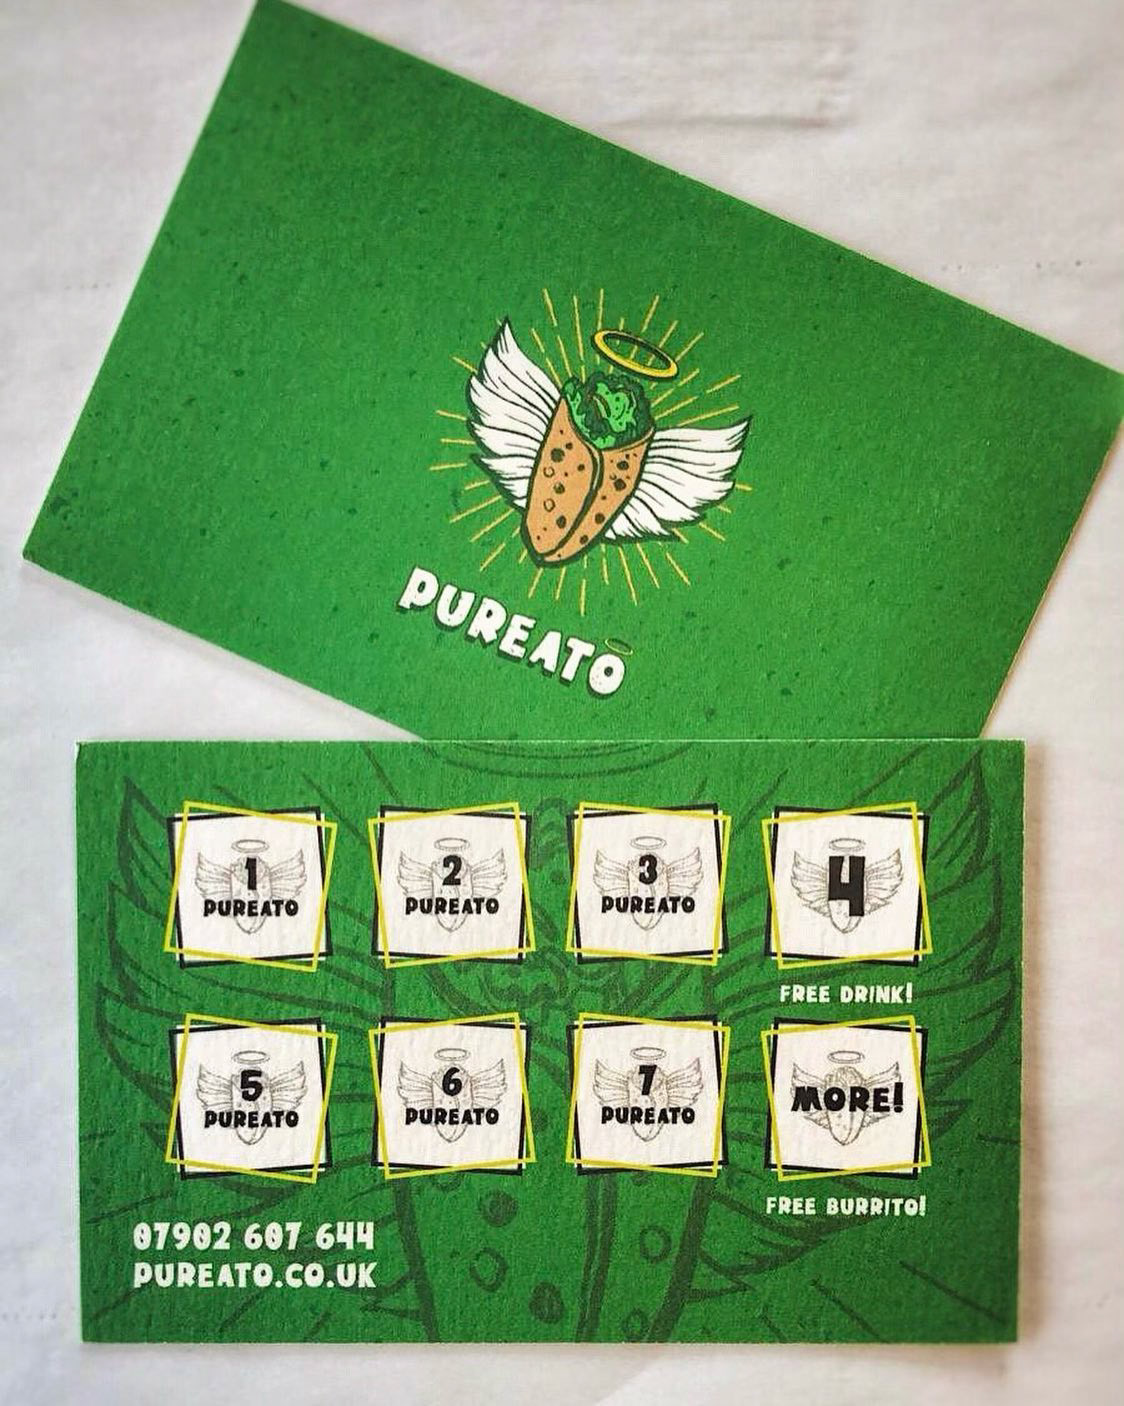 PUREATO
1
PUREATO
2
PUREATO
3
PUREATO
4
FREE DRINK!
5
PUREATO
6
PUREATO
7
PUREATO
MORE!
FREE BURRITO!
07902 607 644
PUREATO.CO.UK